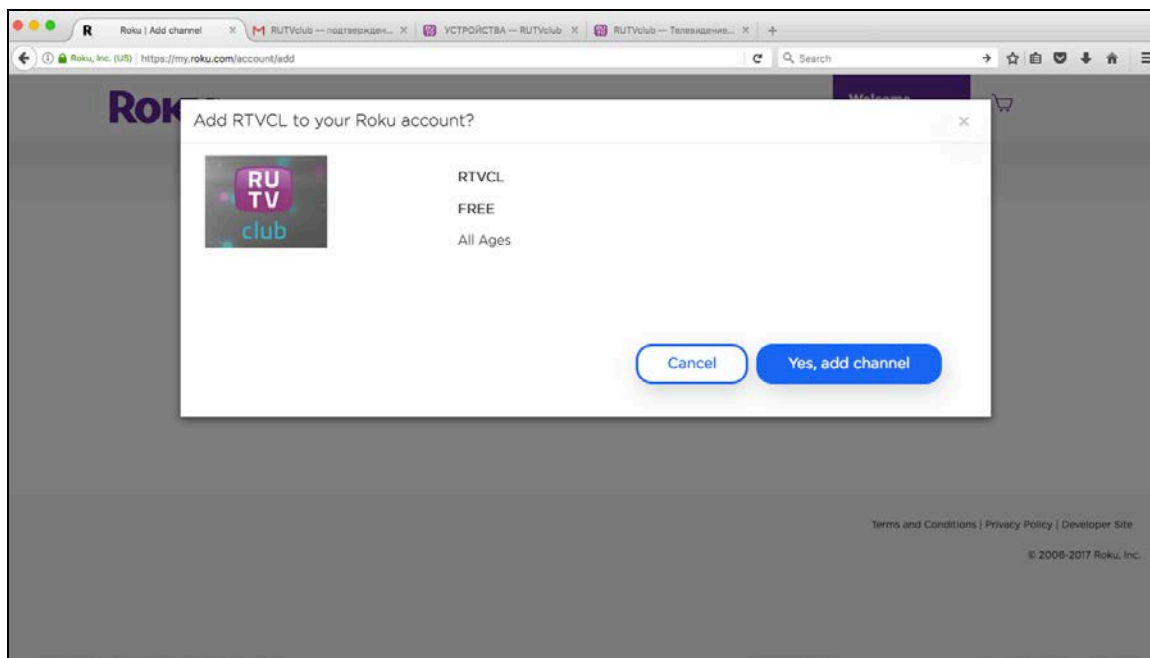 R Roku | Add channel X M RUTVclub — подтвержден... X УСТРОЙСТВА — RUTVclub X RUTVclub — Телевидение... X +
Roku, Inc. (US) https://my.roku.com/account/add Search
Add RTVCL to your Roku account?
RU
TV
club
RTVCL
FREE
All Ages
Cancel
Yes, add channel
Terms and Conditions | Privacy Policy | Developer Site
© 2008-2017 Roku, Inc.